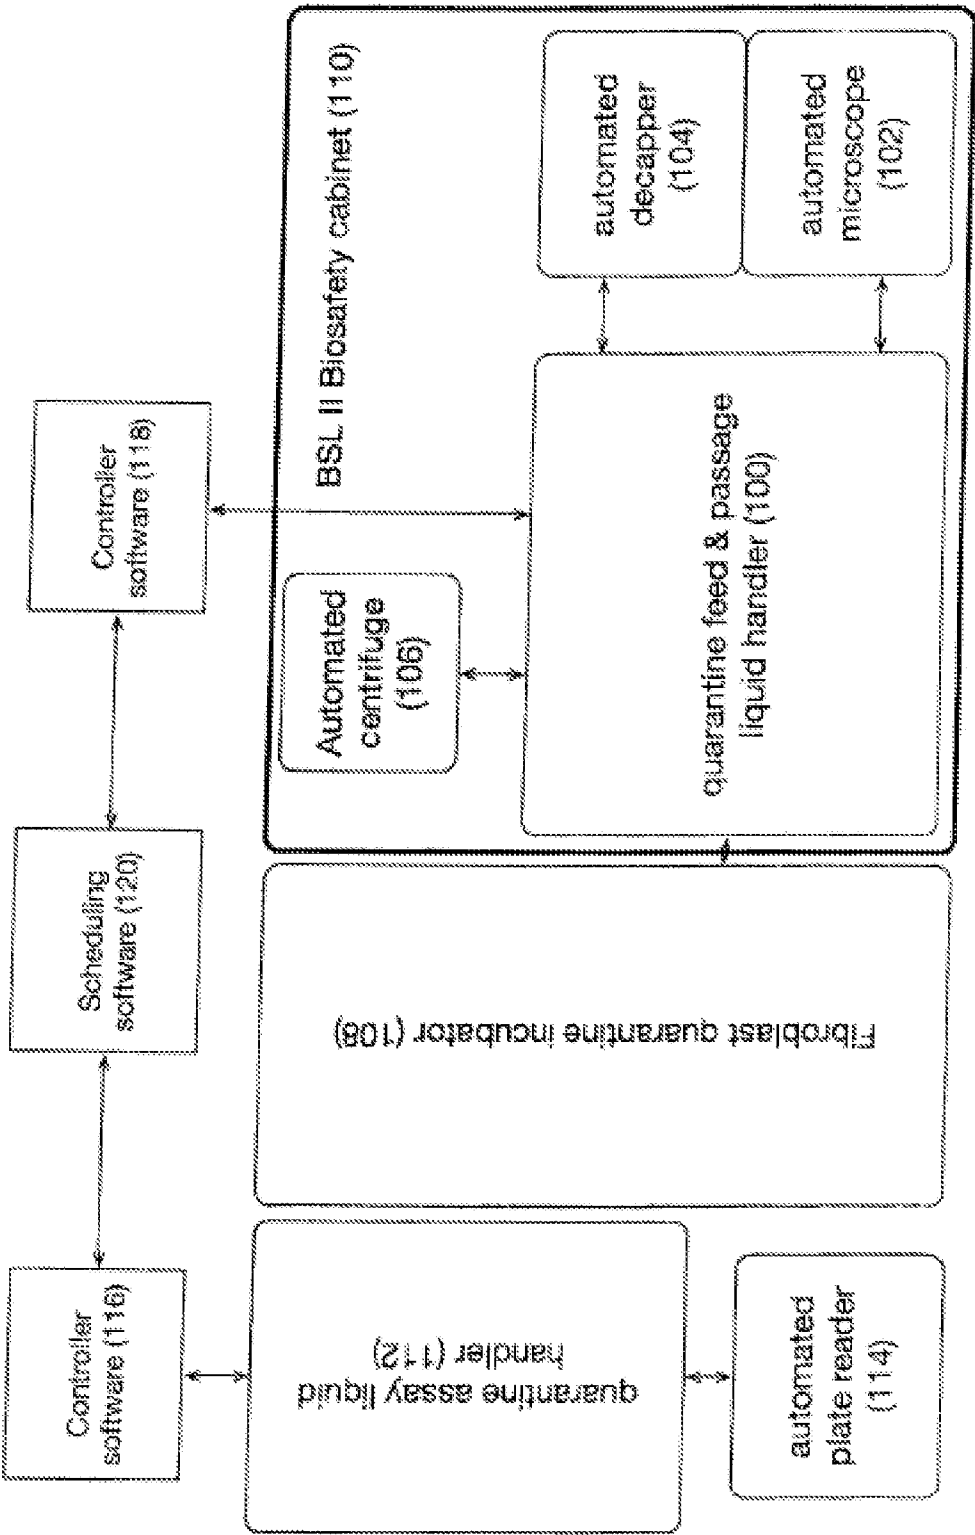 Controller
software (116)
Scheduling
software (120)
Controller
software (118)
quarantine assay liquid
handler (112)
automated
plate reader
(114)
Fibroblast quarantine incubator (108)
BSL II Biosafety cabinet (110)
Automated
centrifuge
(106)
quarantine feed & passage
liquid handler (100)
automated
decapper
(104)
automated
microscope
(102)